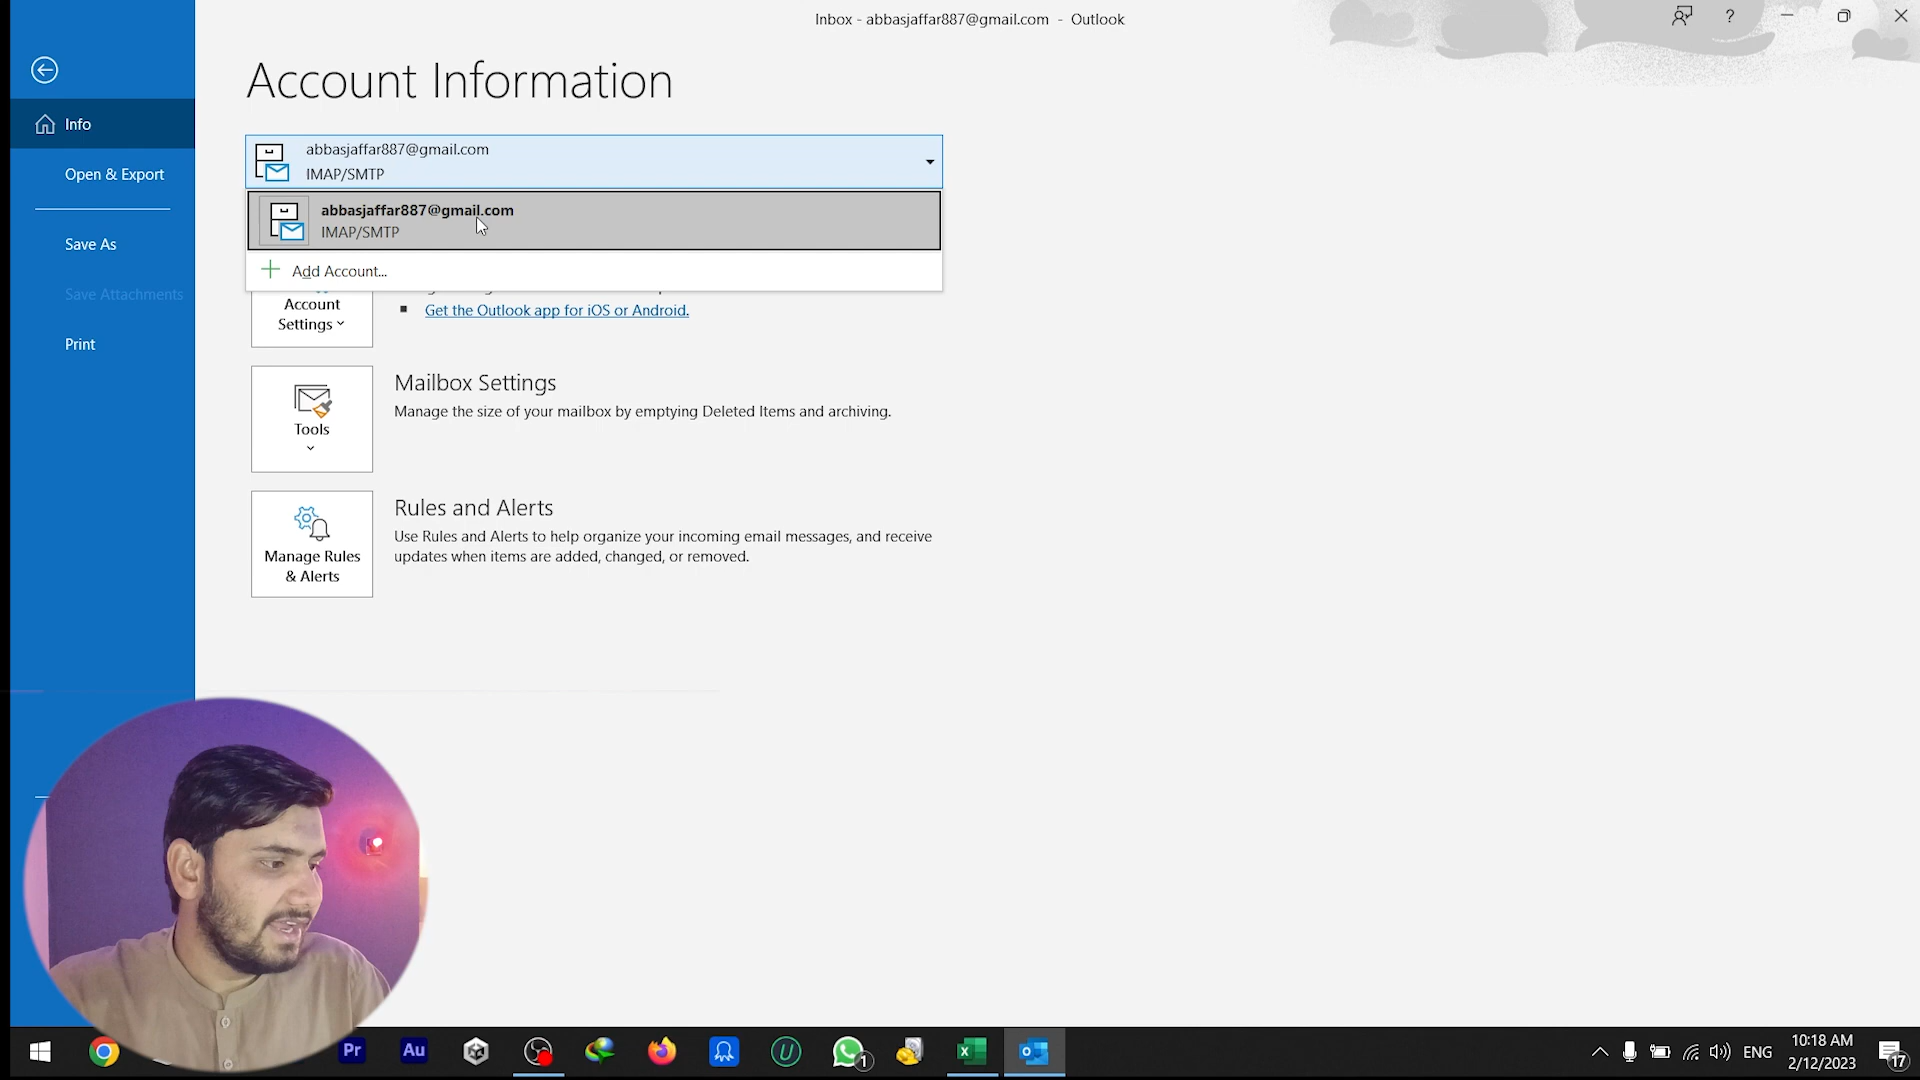 Inbox - abbasjaffar887@gmail.com - Outlook
?
Account Information
Info
Open & Export
Save As
Save Attachments
Print
abbasjaffar887@gmail.com
IMAP/SMTP
abbasjaffar887@gmail.com
IMAP/SMTP
Add Account...
Account
Settings
Get the Outlook app for iOS or Android.
Tools
Mailbox Settings
Manage the size of your mailbox by emptying Deleted Items and archiving.
Manage Rules
& Alerts
Rules and Alerts
Use Rules and Alerts to help organize your incoming email messages, and receive
updates when items are added, changed, or removed.
Pr
Au
U
1
X
O
ENG
10:18 AM
2/12/2023
17